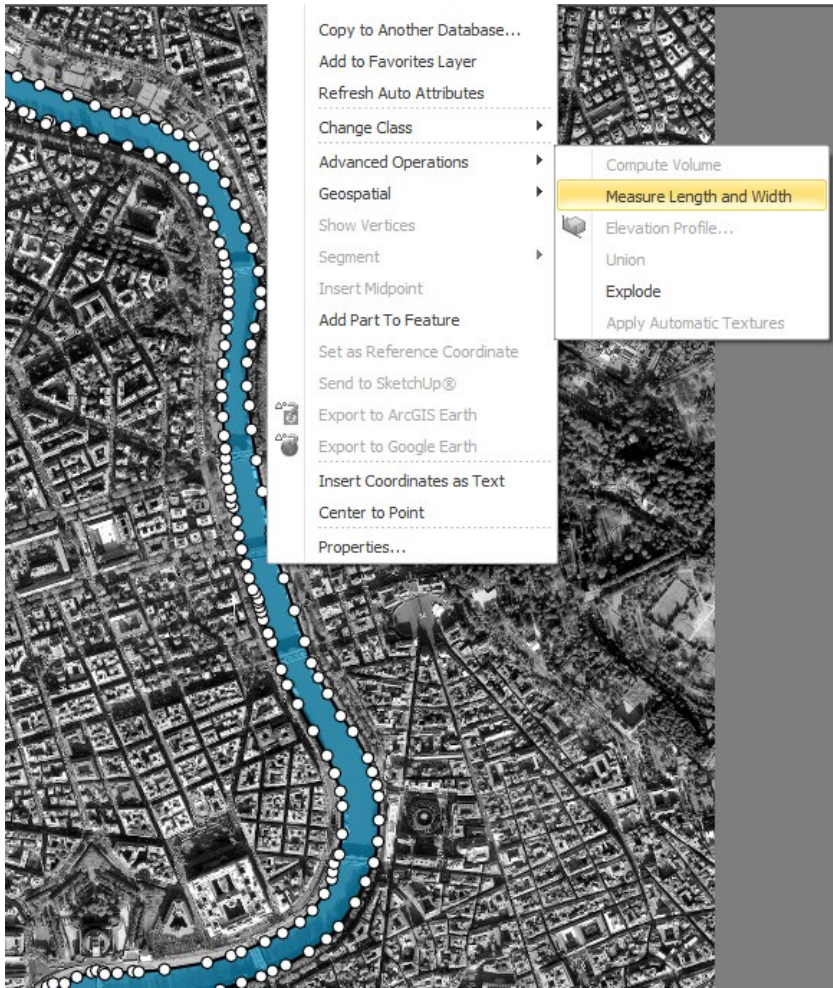 Copy to Another Database...
Add to Favorites Layer
Refresh Auto Attributes
Change Class
Advanced Operations
Geospatial
Show Vertices
Segment
Insert Midpoint
Add Part To Feature
Set as Reference Coordinate
Send to SketchUp®
Export to ArcGIS Earth
Export to Google Earth
Insert Coordinates as Text
Center to Point
Properties...
Compute Volume
Measure Length and Width
Elevation Profile...
Union
Explode
Apply Automatic Textures